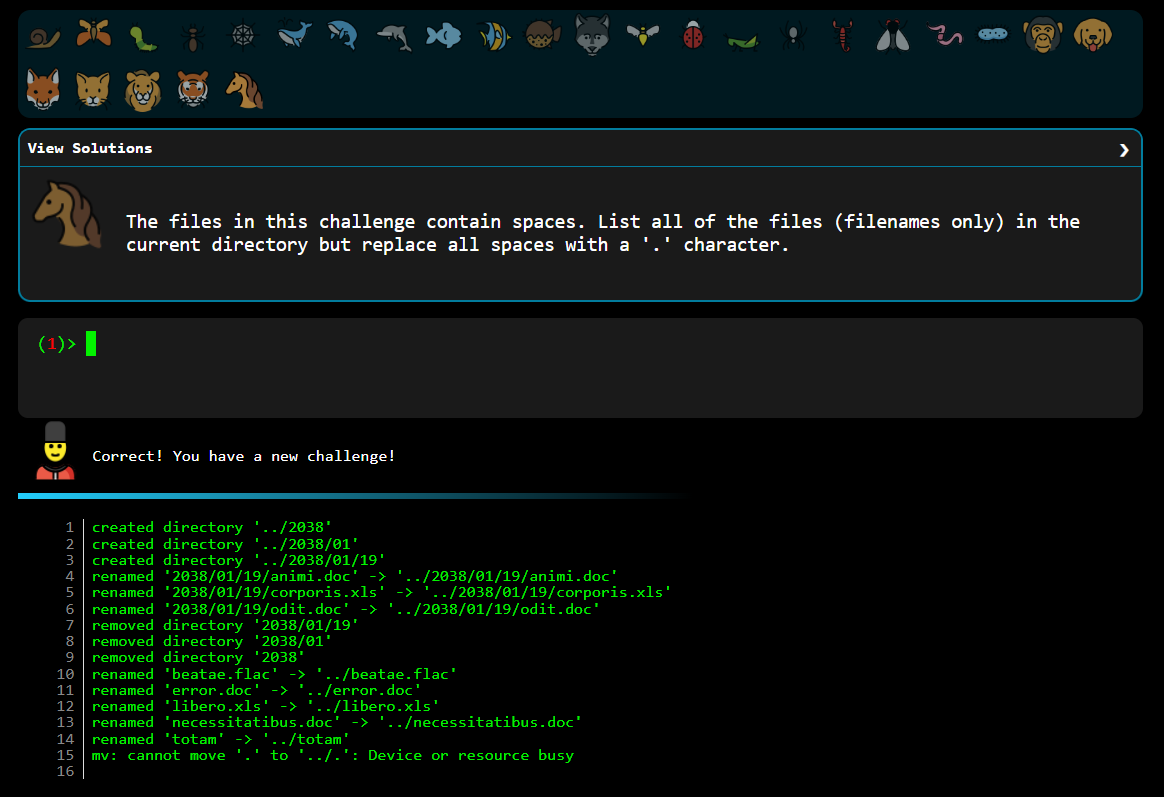 View Solutions
The files in this challenge contain spaces. List all of the files (filenames only) in the
current directory but replace all spaces with a '.' character.
(1)>
Correct! You have a new challenge!
1 created directory '../2038'
2 created directory '../2038/01'
3 created directory '../2038/01/19'
4 renamed '2038/01/19/animi.doc' -> '../2038/01/19/animi.doc'
5 renamed '2038/01/19/corporis.xls' -> '../2038/01/19/corporis.xls'
6 renamed '2038/01/19/odit.doc' -> '../2038/01/19/odit.doc'
7 removed directory '2038/01/19'
8 removed directory '2038/01'
9 removed directory '2038'
10 renamed 'beatae.flac' -> '../beatae.flac'
11 renamed 'error.doc' -> '../error.doc'
12 renamed 'libero.xls' -> '../libero.xls'
13 renamed 'necessitatibus.doc' -> '../necessitatibus.doc'
14 renamed 'totam' -> '../totam'
15 mv: cannot move '.' to '../.': Device or resource busy
16